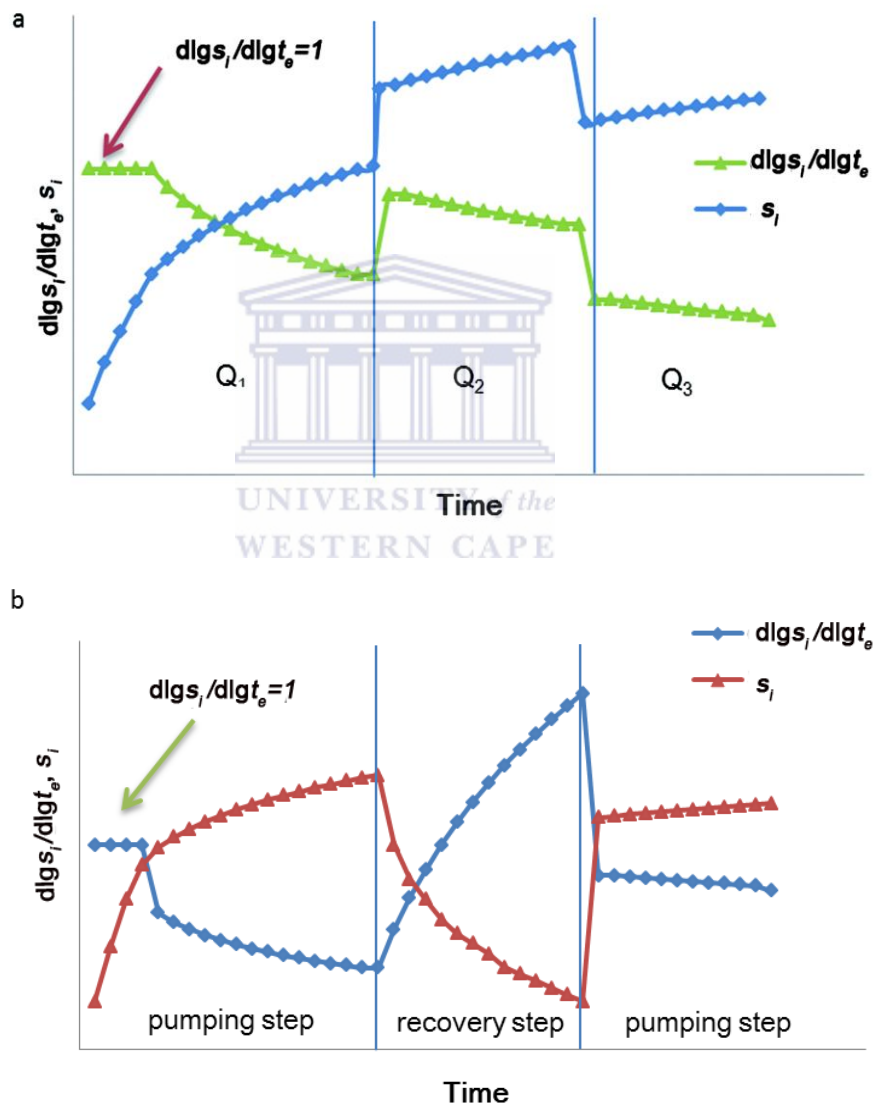 a
dlgsᵢ/dlgtₑ=1
dlgsᵢ/dlgtₑ, sᵢ
dlgsᵢ/dlgtₑ
sᵢ
Q₁
Q₂
Q₃
Time
UNIVERSITY of the
WESTERN CAPE
b
dlgsᵢ/dlgtₑ
sᵢ
dlgsᵢ/dlgtₑ=1
dlgsᵢ/dlgtₑ, sᵢ
pumping step
recovery step
pumping step
Time